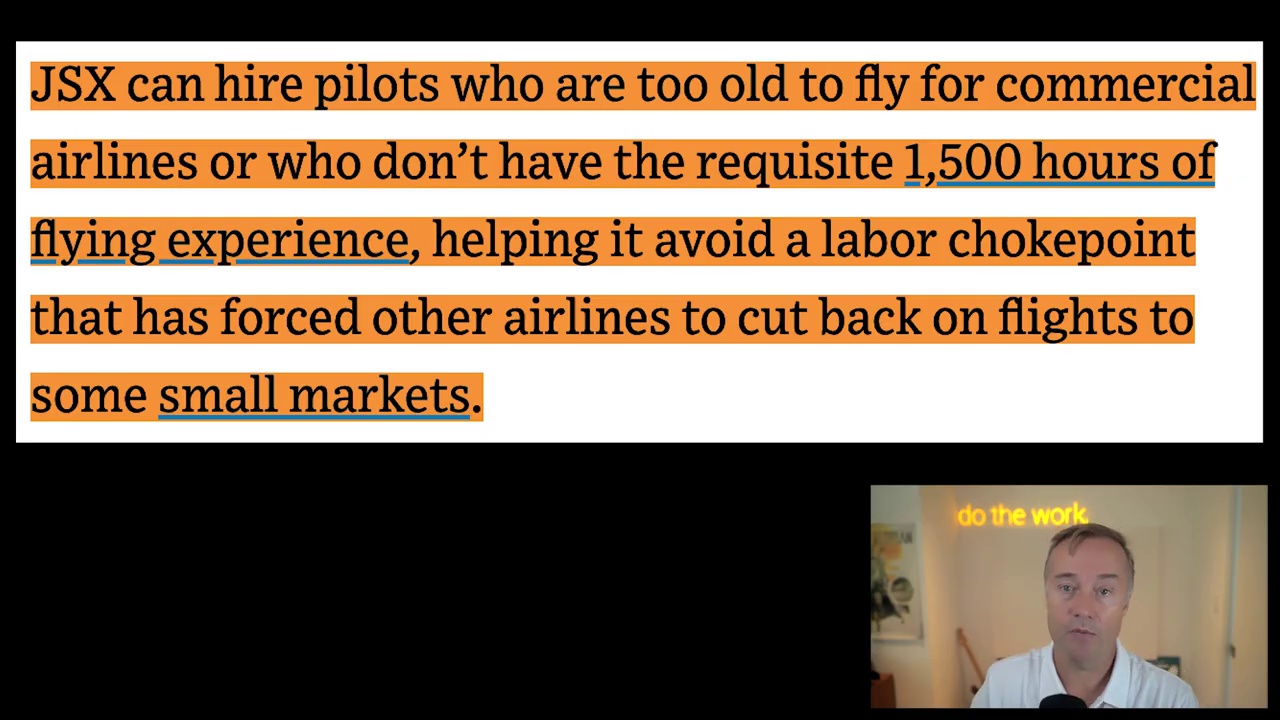 JSX can hire pilots who are too old to fly for commercial
airlines or who don’t have the requisite 1,500 hours of
flying experience, helping it avoid a labor chokepoint
that has forced other airlines to cut back on flights to
some small markets.
do the work.